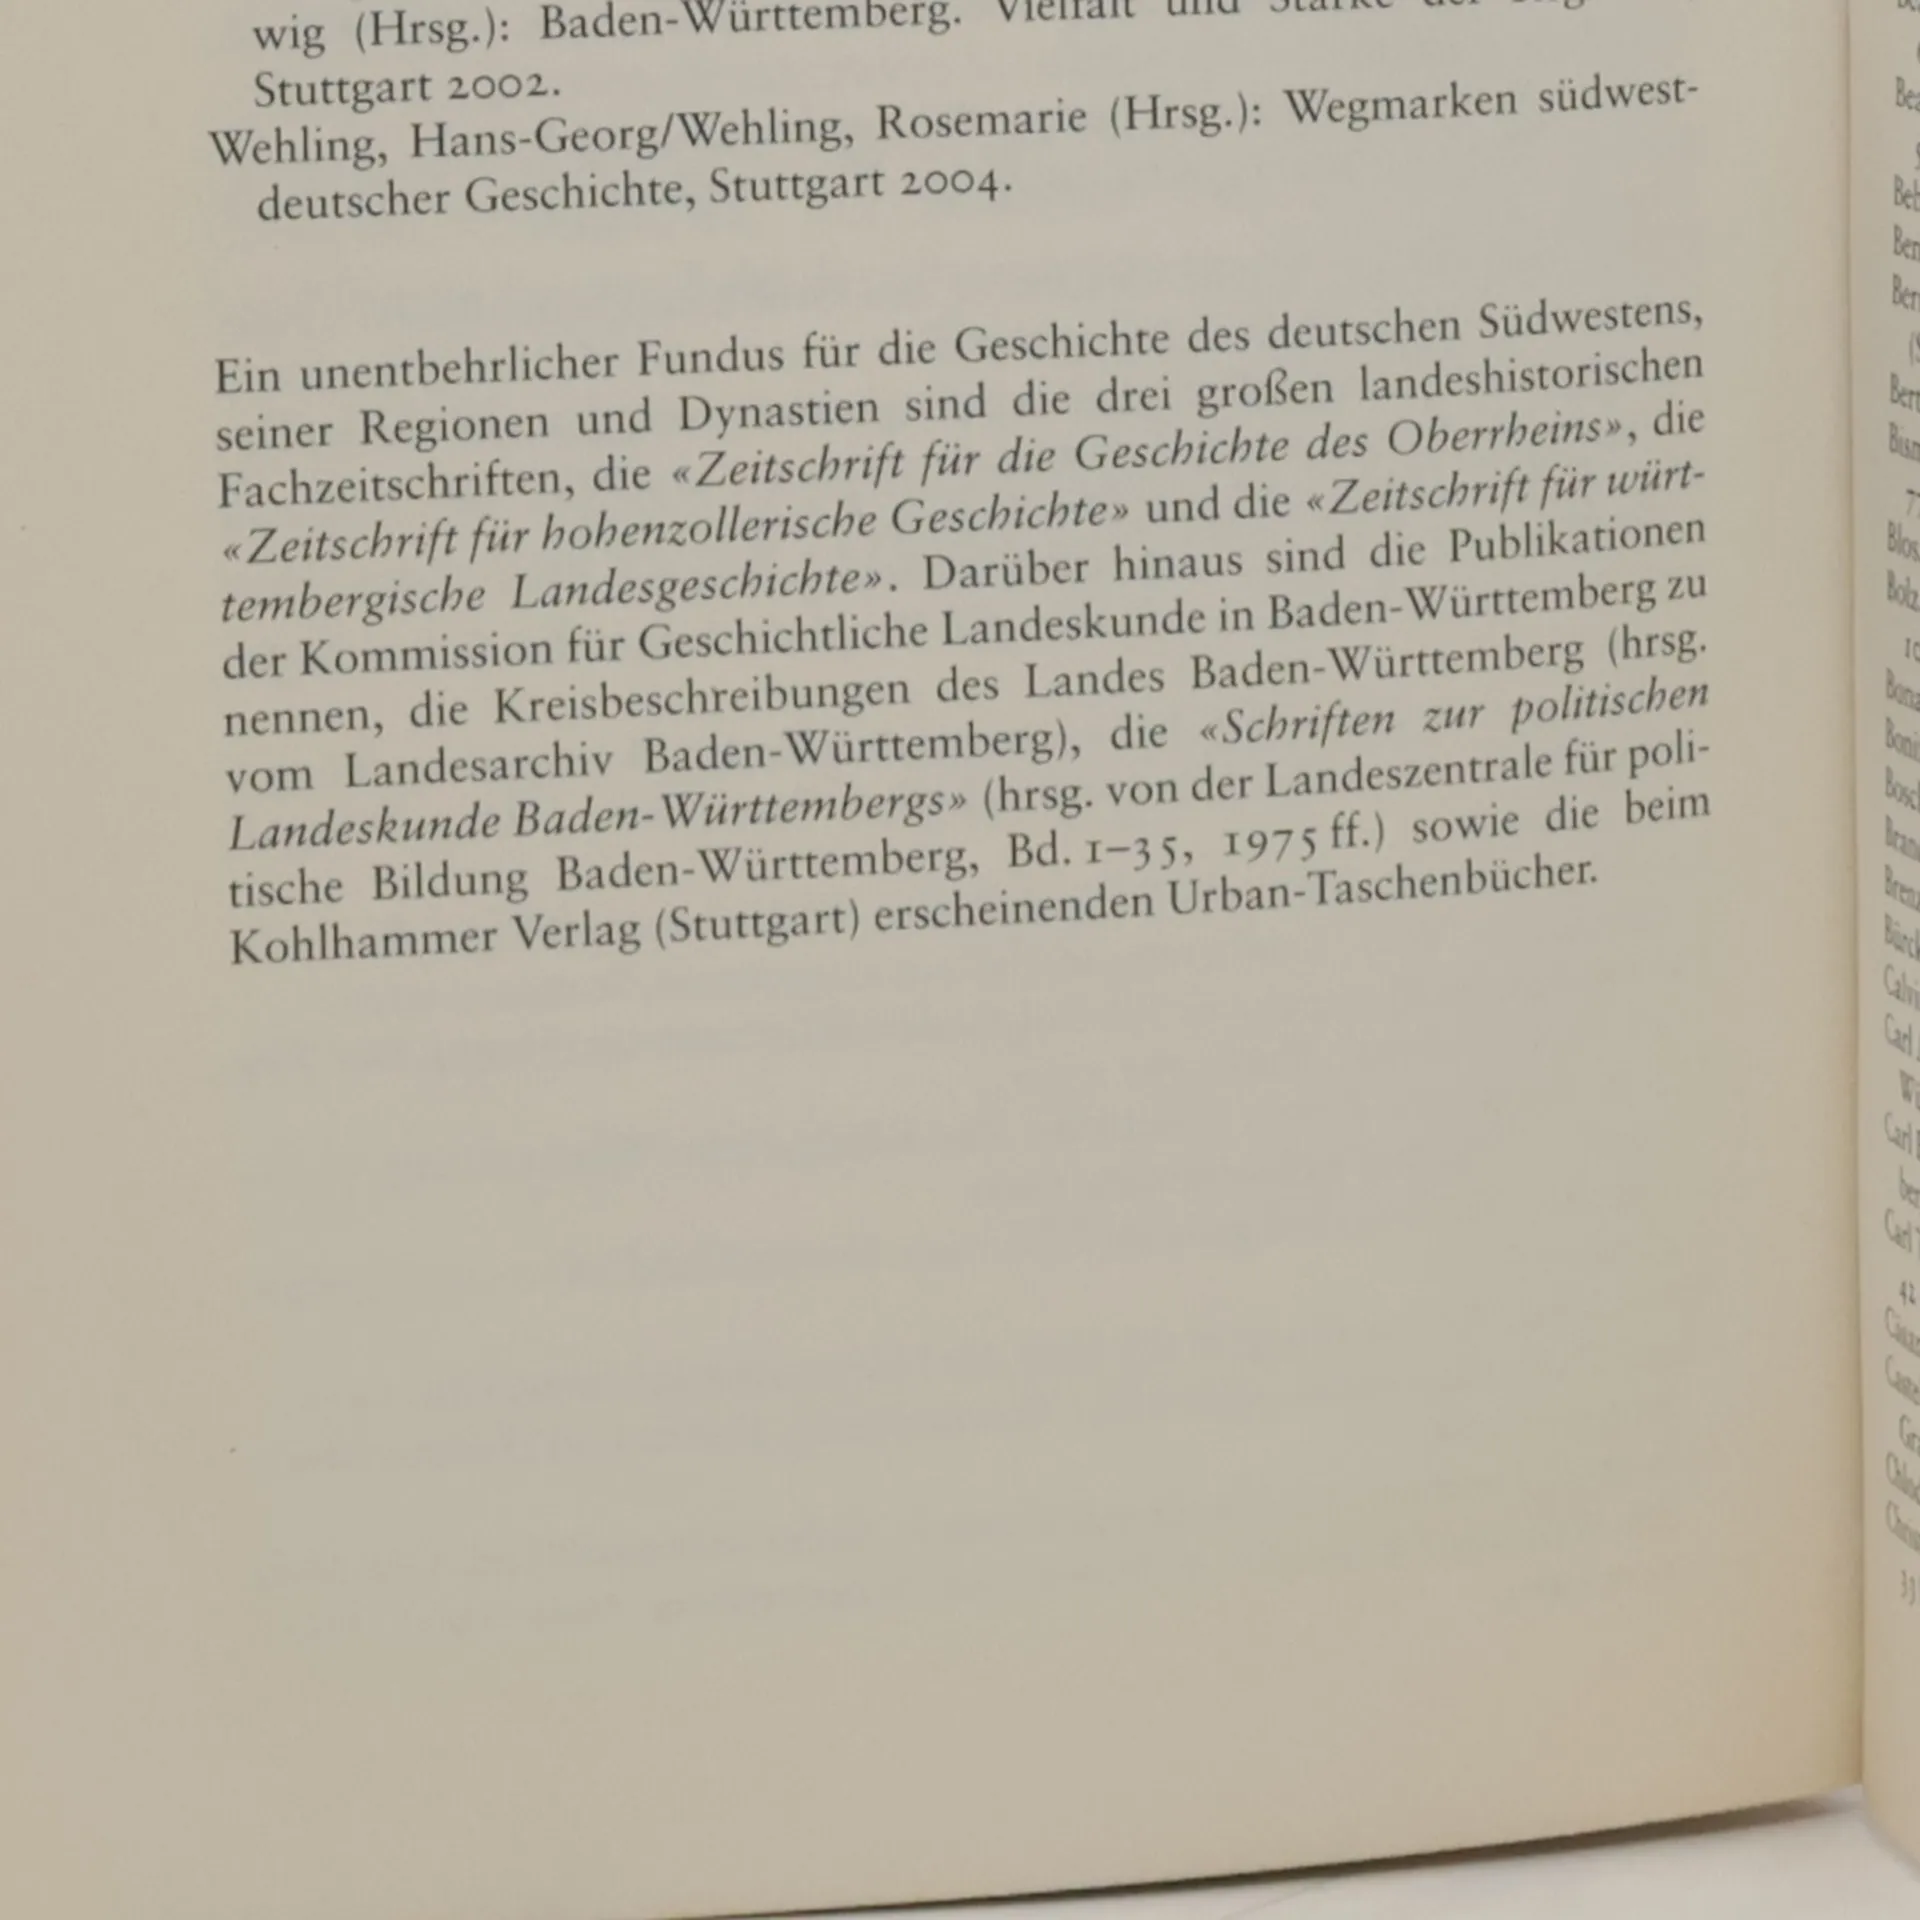 wig (Hrsg.): Baden-Württemberg. Vielfalt und Stärke der
Stuttgart 2002.
Wehling, Hans-Georg/Wehling, Rosemarie (Hrsg.): Wegmarken südwest-
deutscher Geschichte, Stuttgart 2004.
Ein unentbehrlicher Fundus für die Geschichte des deutschen Südwestens,
seiner Regionen und Dynastien sind die drei großen landeshistorischen
Fachzeitschriften, die «Zeitschrift für die Geschichte des Oberrheins», die
«Zeitschrift für hohenzollerische Geschichte» und die «Zeitschrift für würt-
tembergische Landesgeschichte». Darüber hinaus sind die Publikationen
der Kommission für Geschichtliche Landeskunde in Baden-Württemberg zu
nennen, die Kreisbeschreibungen des Landes Baden-Württemberg (hrsg.
vom Landesarchiv Baden-Württemberg), die «Schriften zur politischen
Landeskunde Baden-Württembergs» (hrsg. von der Landeszentrale für poli-
tische Bildung Baden-Württemberg, Bd. 1–35, 1975 ff.) sowie die beim
Kohlhammer Verlag (Stuttgart) erscheinenden Urban-Taschenbücher.